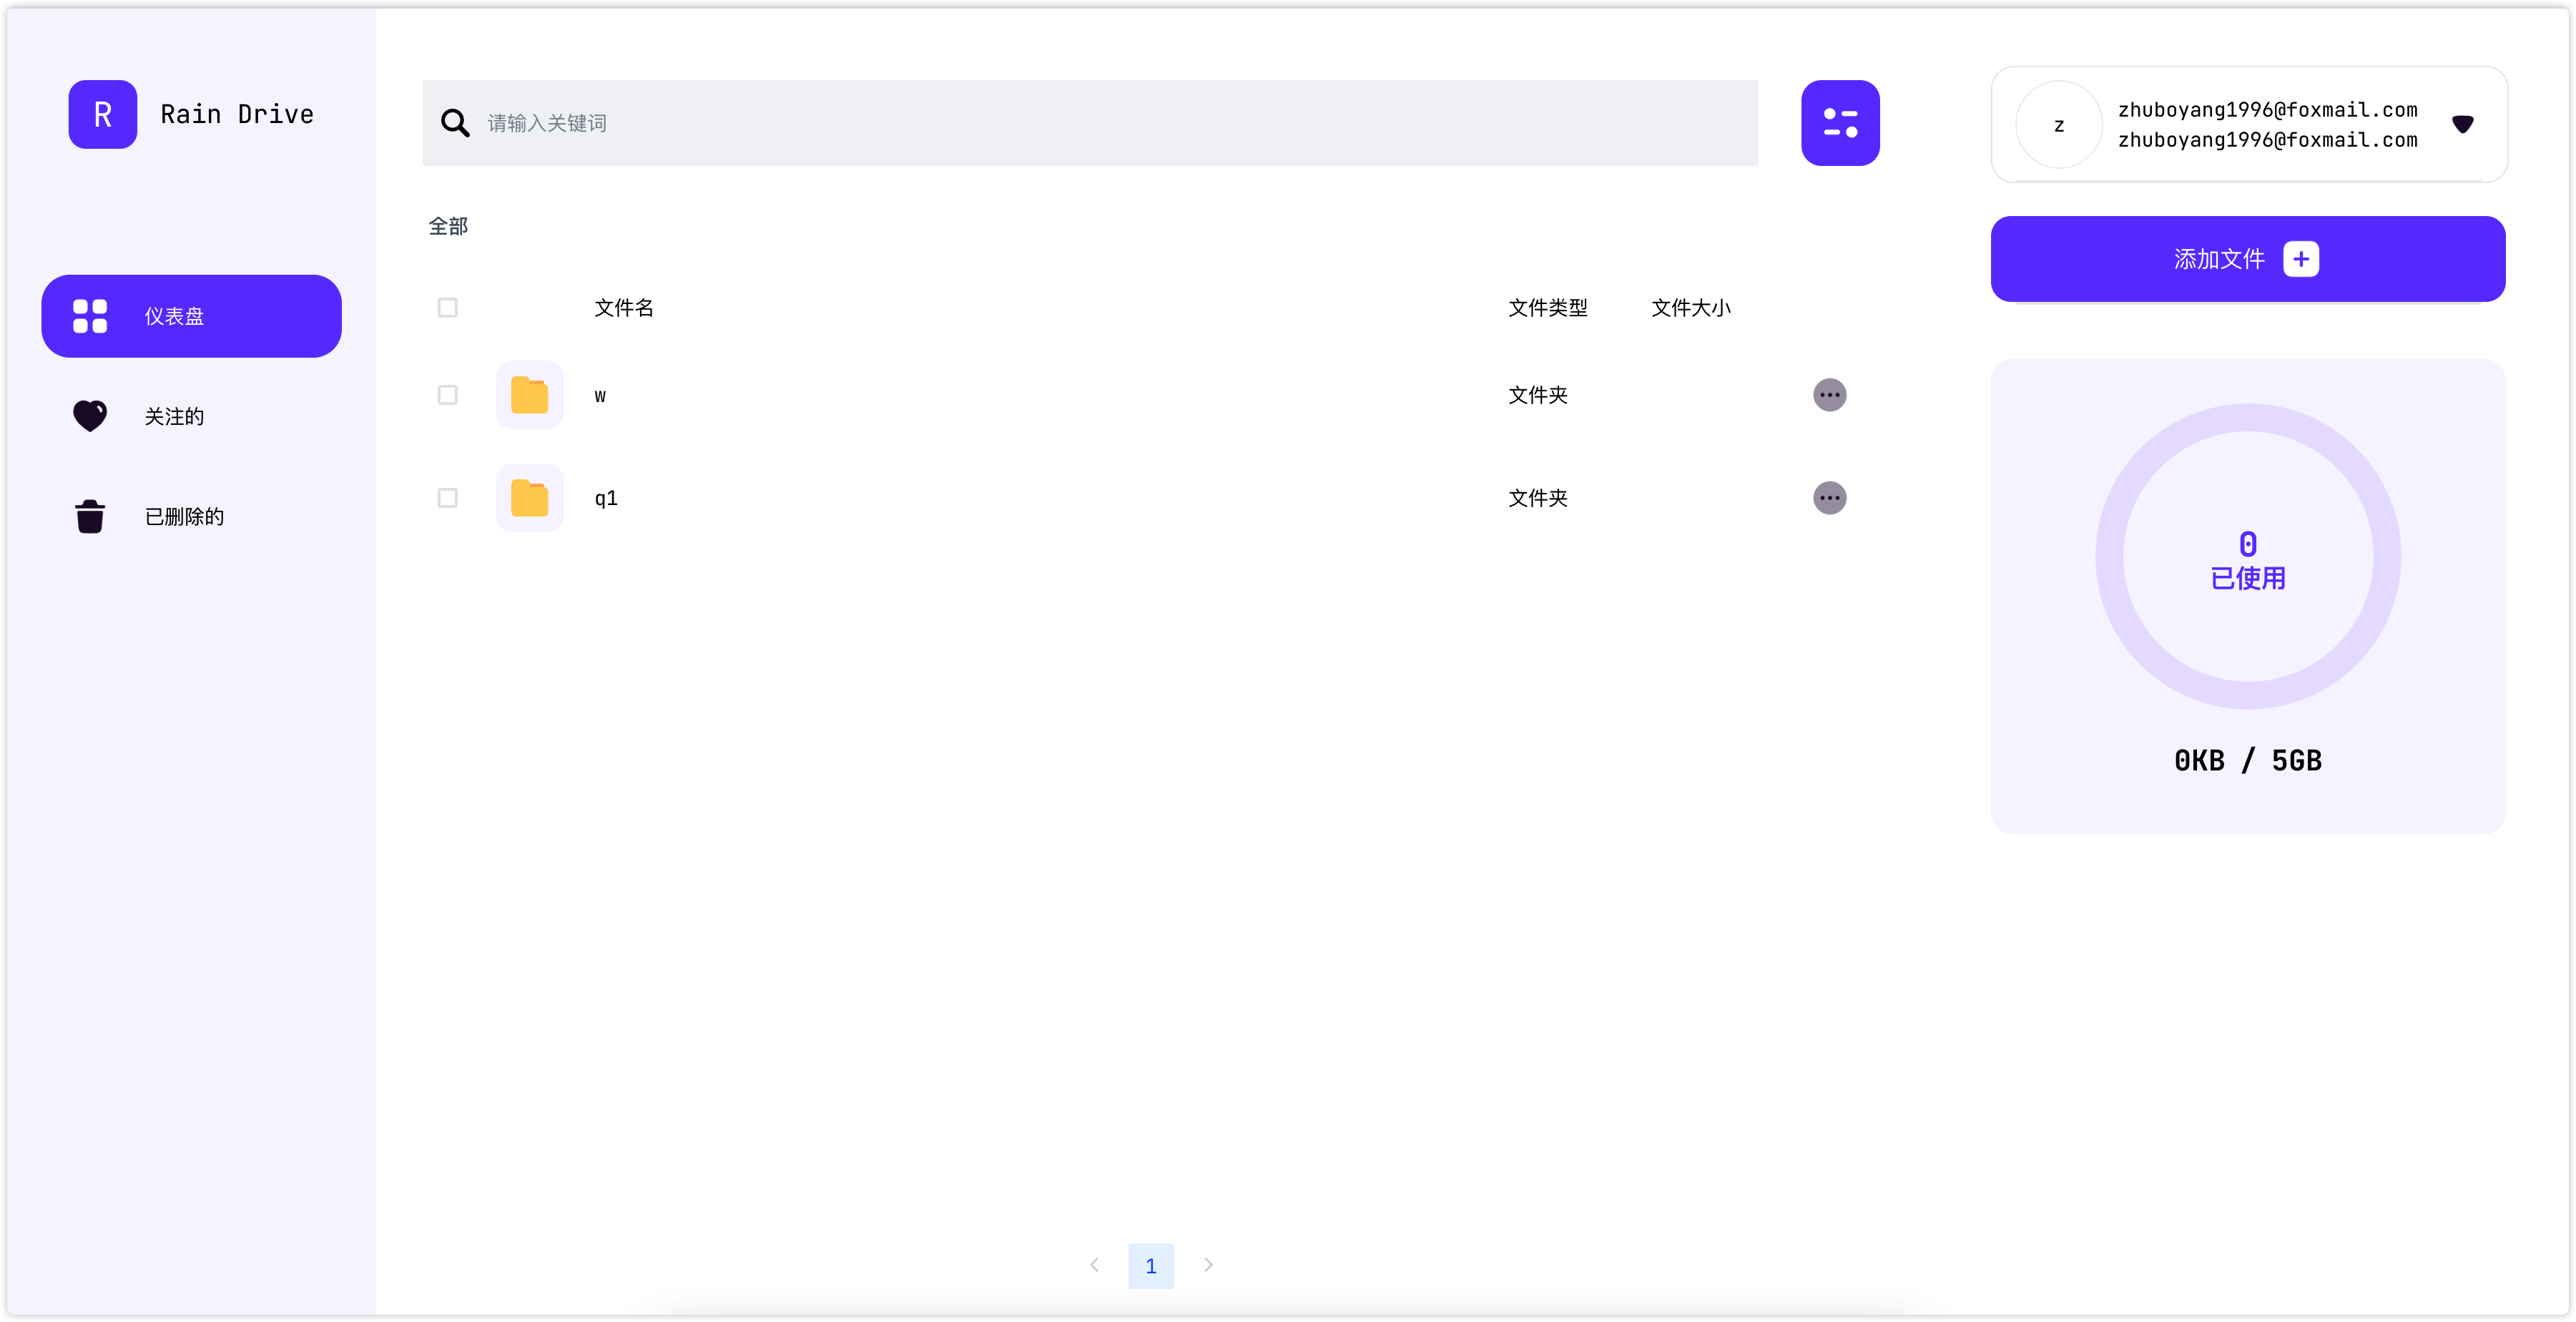 R
Rain Drive
仪表盘
关注的
已删除的
请输入关键词
全部
文件名 文件类型 文件大小
w 文件夹
q1 文件夹
1
z
zhuboyang1996@foxmail.com
zhuboyang1996@foxmail.com
添加文件
0
已使用
0KB / 5GB